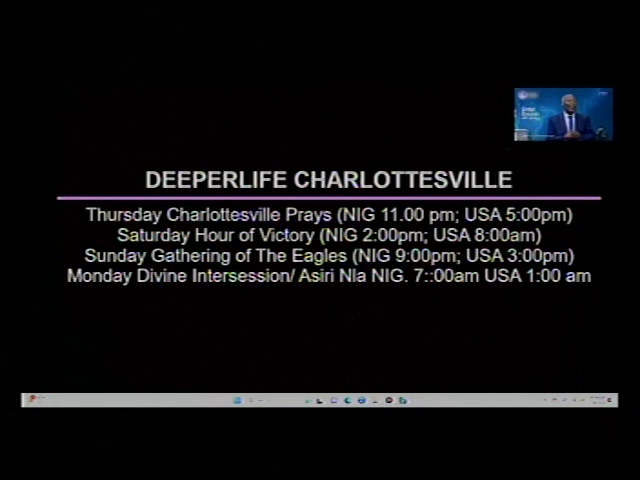 DEEPERLIFE CHARLOTTESVILLE
Thursday Charlottesville Prays (NIG 11.00 pm; USA 5:00pm)
Saturday Hour of Victory (NIG 2:00pm; USA 8:00am)
Sunday Gathering of The Eagles (NIG 9:00pm; USA 3:00pm)
Monday Divine Intersession/ Asiri Nla NIG. 7::00am USA 1:00 am